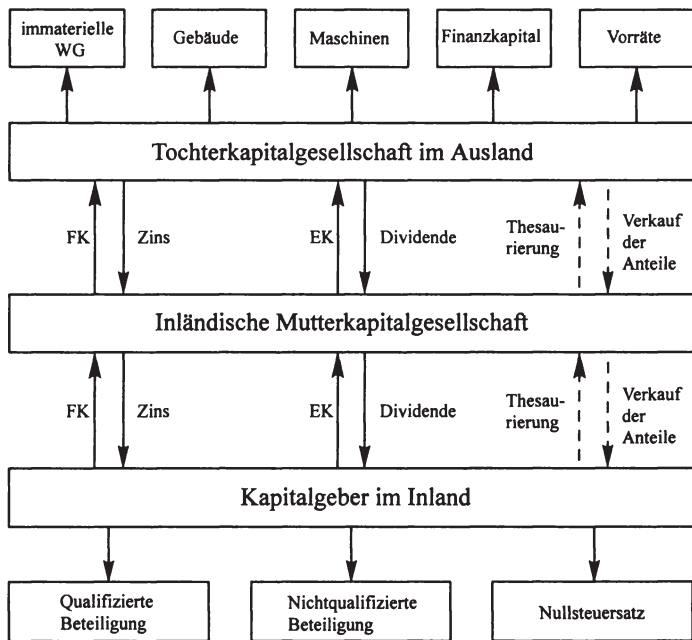 immaterielle
WG
Gebäude
Maschinen
Finanzkapital
Vorräte
Tochterkapitalgesellschaft im Ausland
FK
Zins
EK
Dividende
Thesau-
rierung
Verkauf
der
Anteile
Inländische Mutterkapitalgesellschaft
FK
Zins
EK
Dividende
Thesau-
rierung
Verkauf
der
Anteile
Kapitalgeber im Inland
Qualifizierte
Beteiligung
Nichtqualifizierte
Beteiligung
Nullsteuersatz